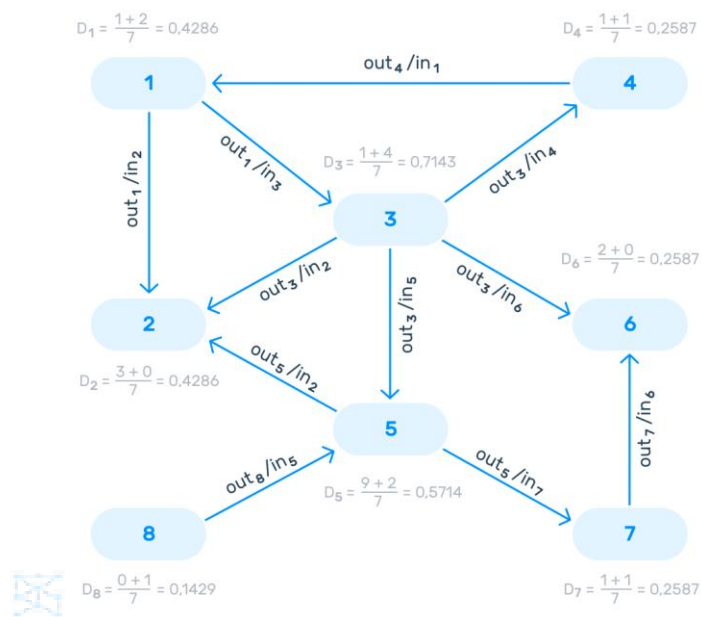 D₁ = (1 + 2)/7 = 0,4286
D₄ = (1 + 1)/7 = 0,2587
out₄/in₁
1
4
out₁/in₂
out₁/in₃
D₃ = (1 + 4)/7 = 0,7143
out₃/in₄
3
D₆ = (2 + 0)/7 = 0,2587
out₃/in₂
out₃/in₅
out₃/in₆
2
6
D₂ = (3 + 0)/7 = 0,4286
out₅/in₂
out₇/in₆
5
out₈/in₅
out₅/in₇
D₅ = (9 + 2)/7 = 0,5714
8
7
D₈ = (0 + 1)/7 = 0,1429
D₇ = (1 + 1)/7 = 0,2587